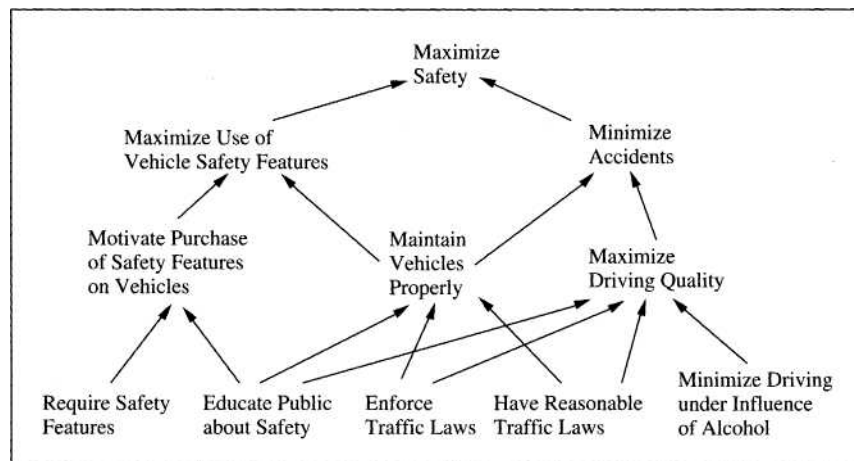 Maximize
Safety
Maximize Use of
Vehicle Safety Features
Minimize
Accidents
Motivate Purchase
of Safety Features
on Vehicles
Maintain
Vehicles
Properly
Maximize
Driving Quality
Require Safety
Features
Educate Public
about Safety
Enforce
Traffic Laws
Have Reasonable
Traffic Laws
Minimize Driving
under Influence
of Alcohol